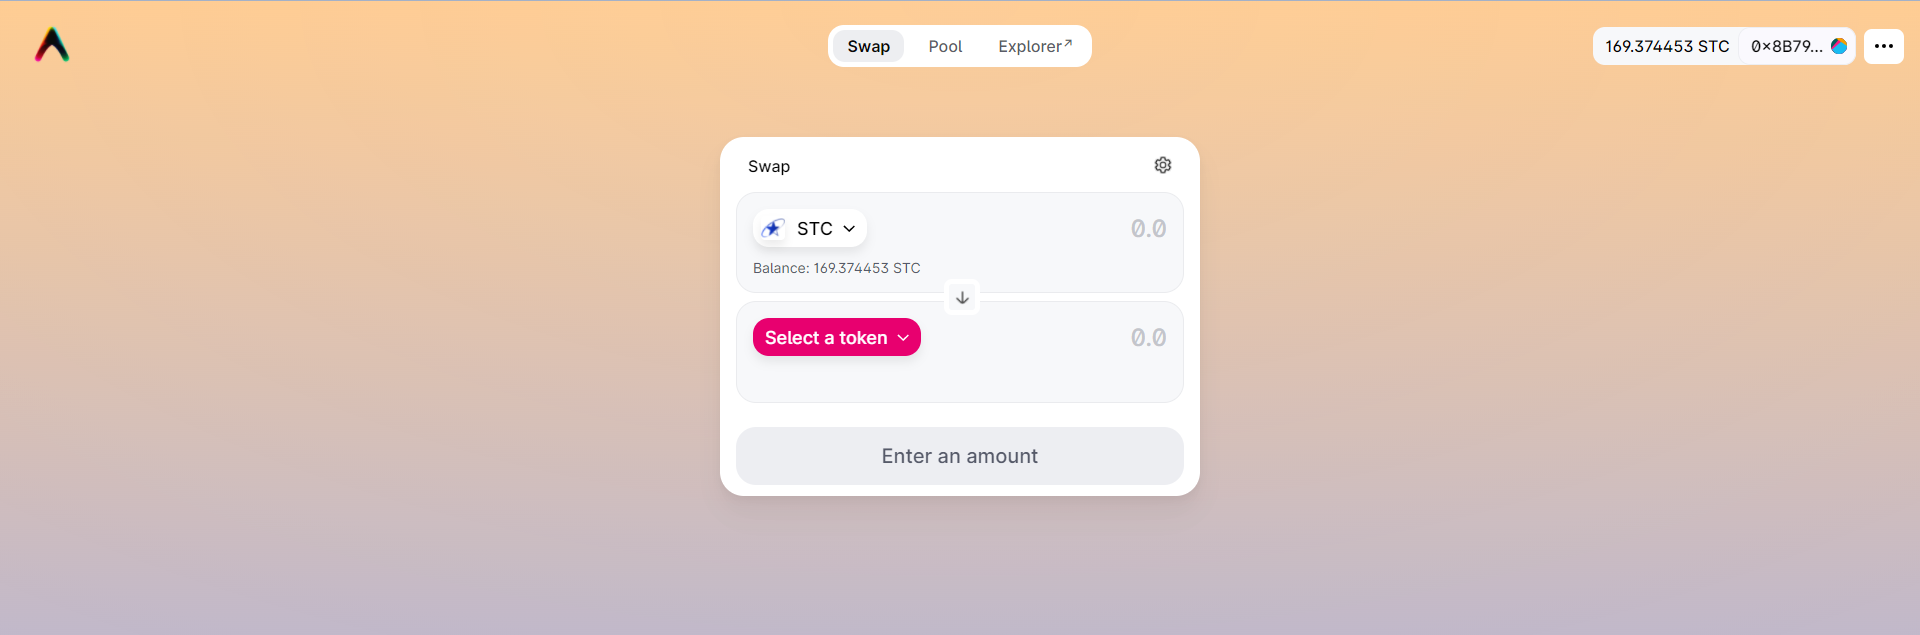 Swap Pool Explorer↗ 169.374453 STC 0x8B79...
Swap
STC 0.0
Balance: 169.374453 STC
Select a token 0.0
Enter an amount